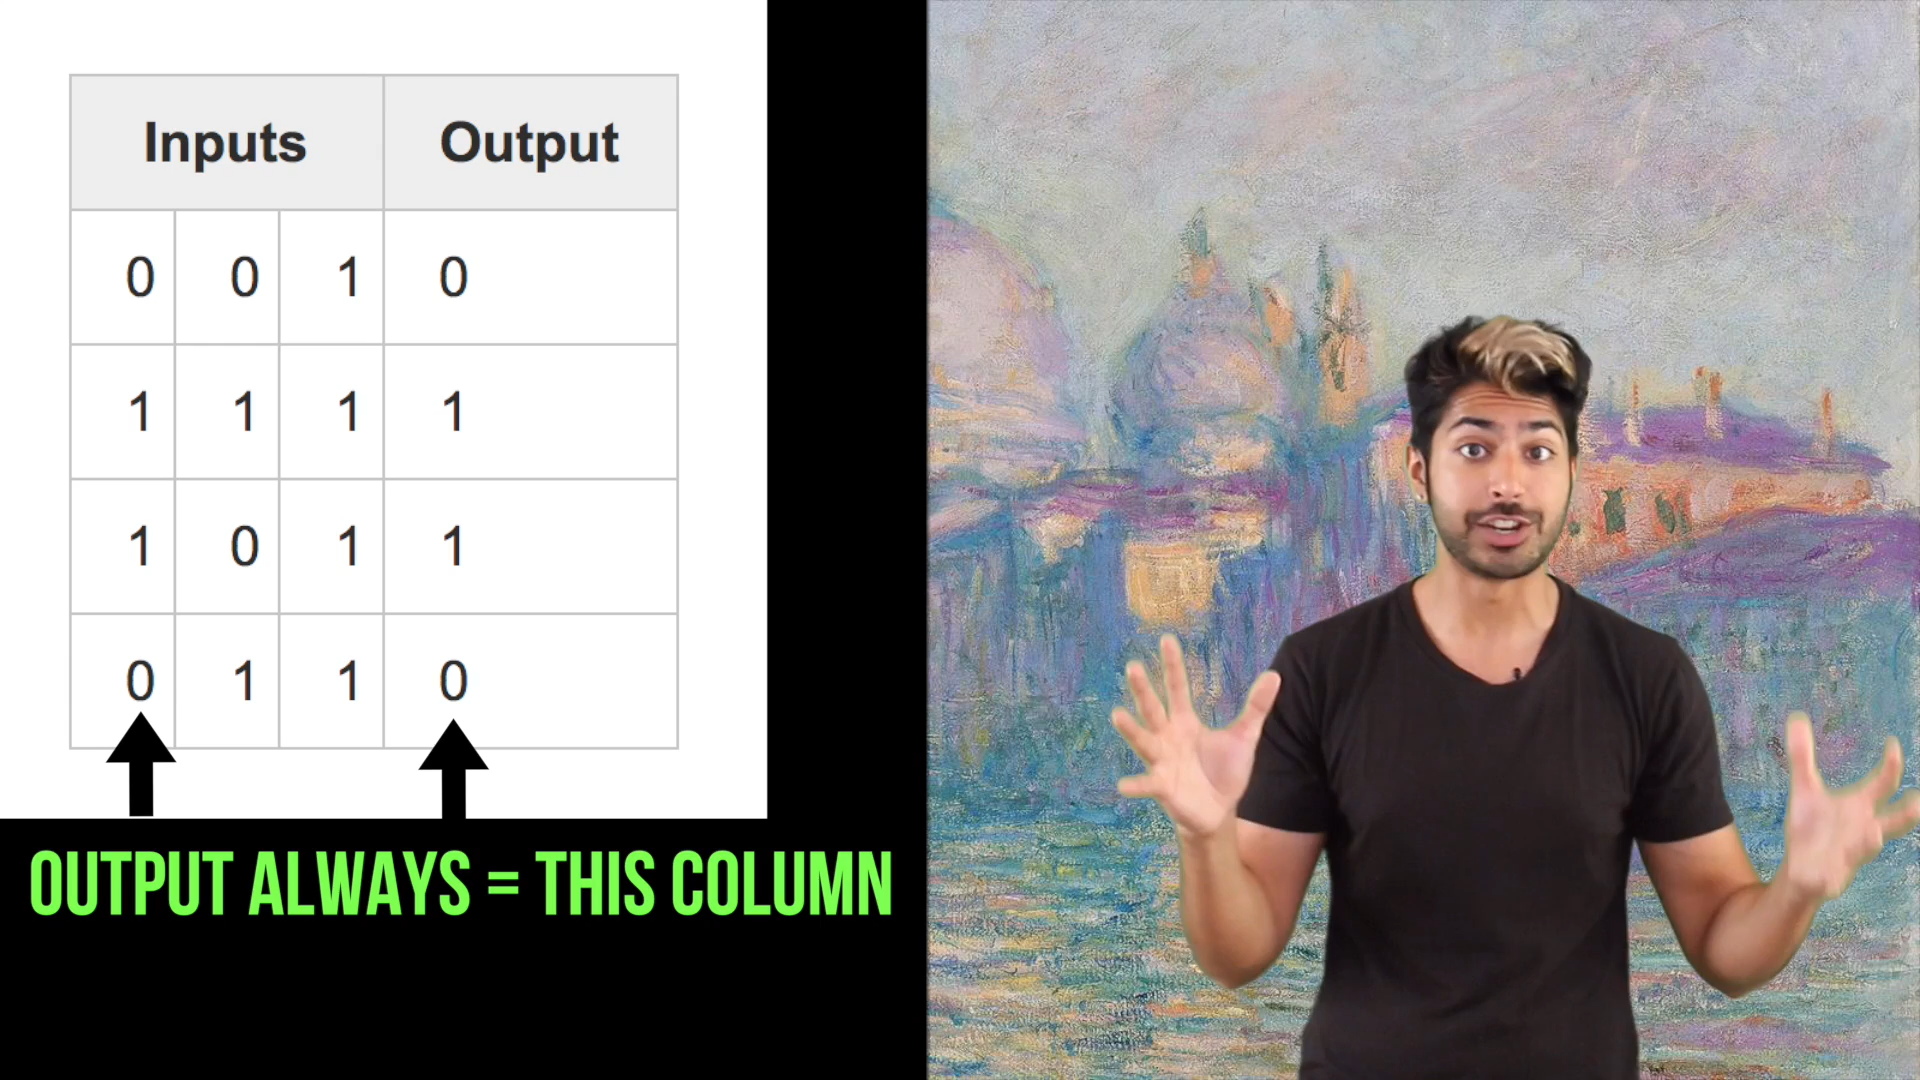 Inputs Output
0 0 1 0
1 1 1 1
1 0 1 1
0 1 1 0
OUTPUT ALWAYS = THIS COLUMN